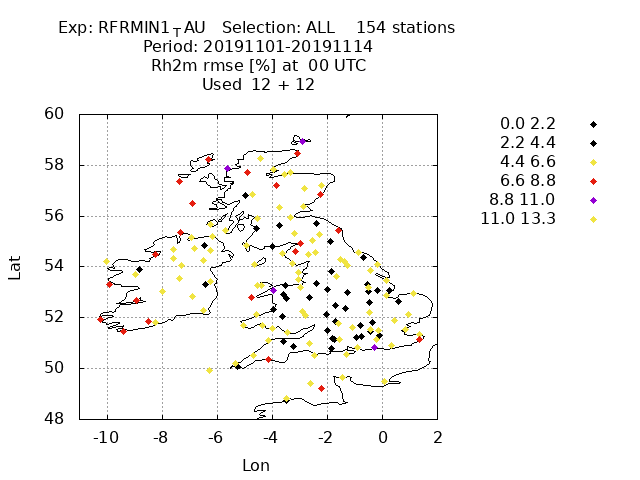 Exp: RFRMIN1TAU Selection: ALL 154 stations
Period: 20191101-20191114
Rh2m rmse [%] at 00 UTC
Used 12 + 12
0.0 2.2
2.2 4.4
4.4 6.6
6.6 8.8
8.8 11.0
11.0 13.3
60
58
56
54
52
50
48
Lat
-10 -8 -6 -4 -2 0 2
Lon